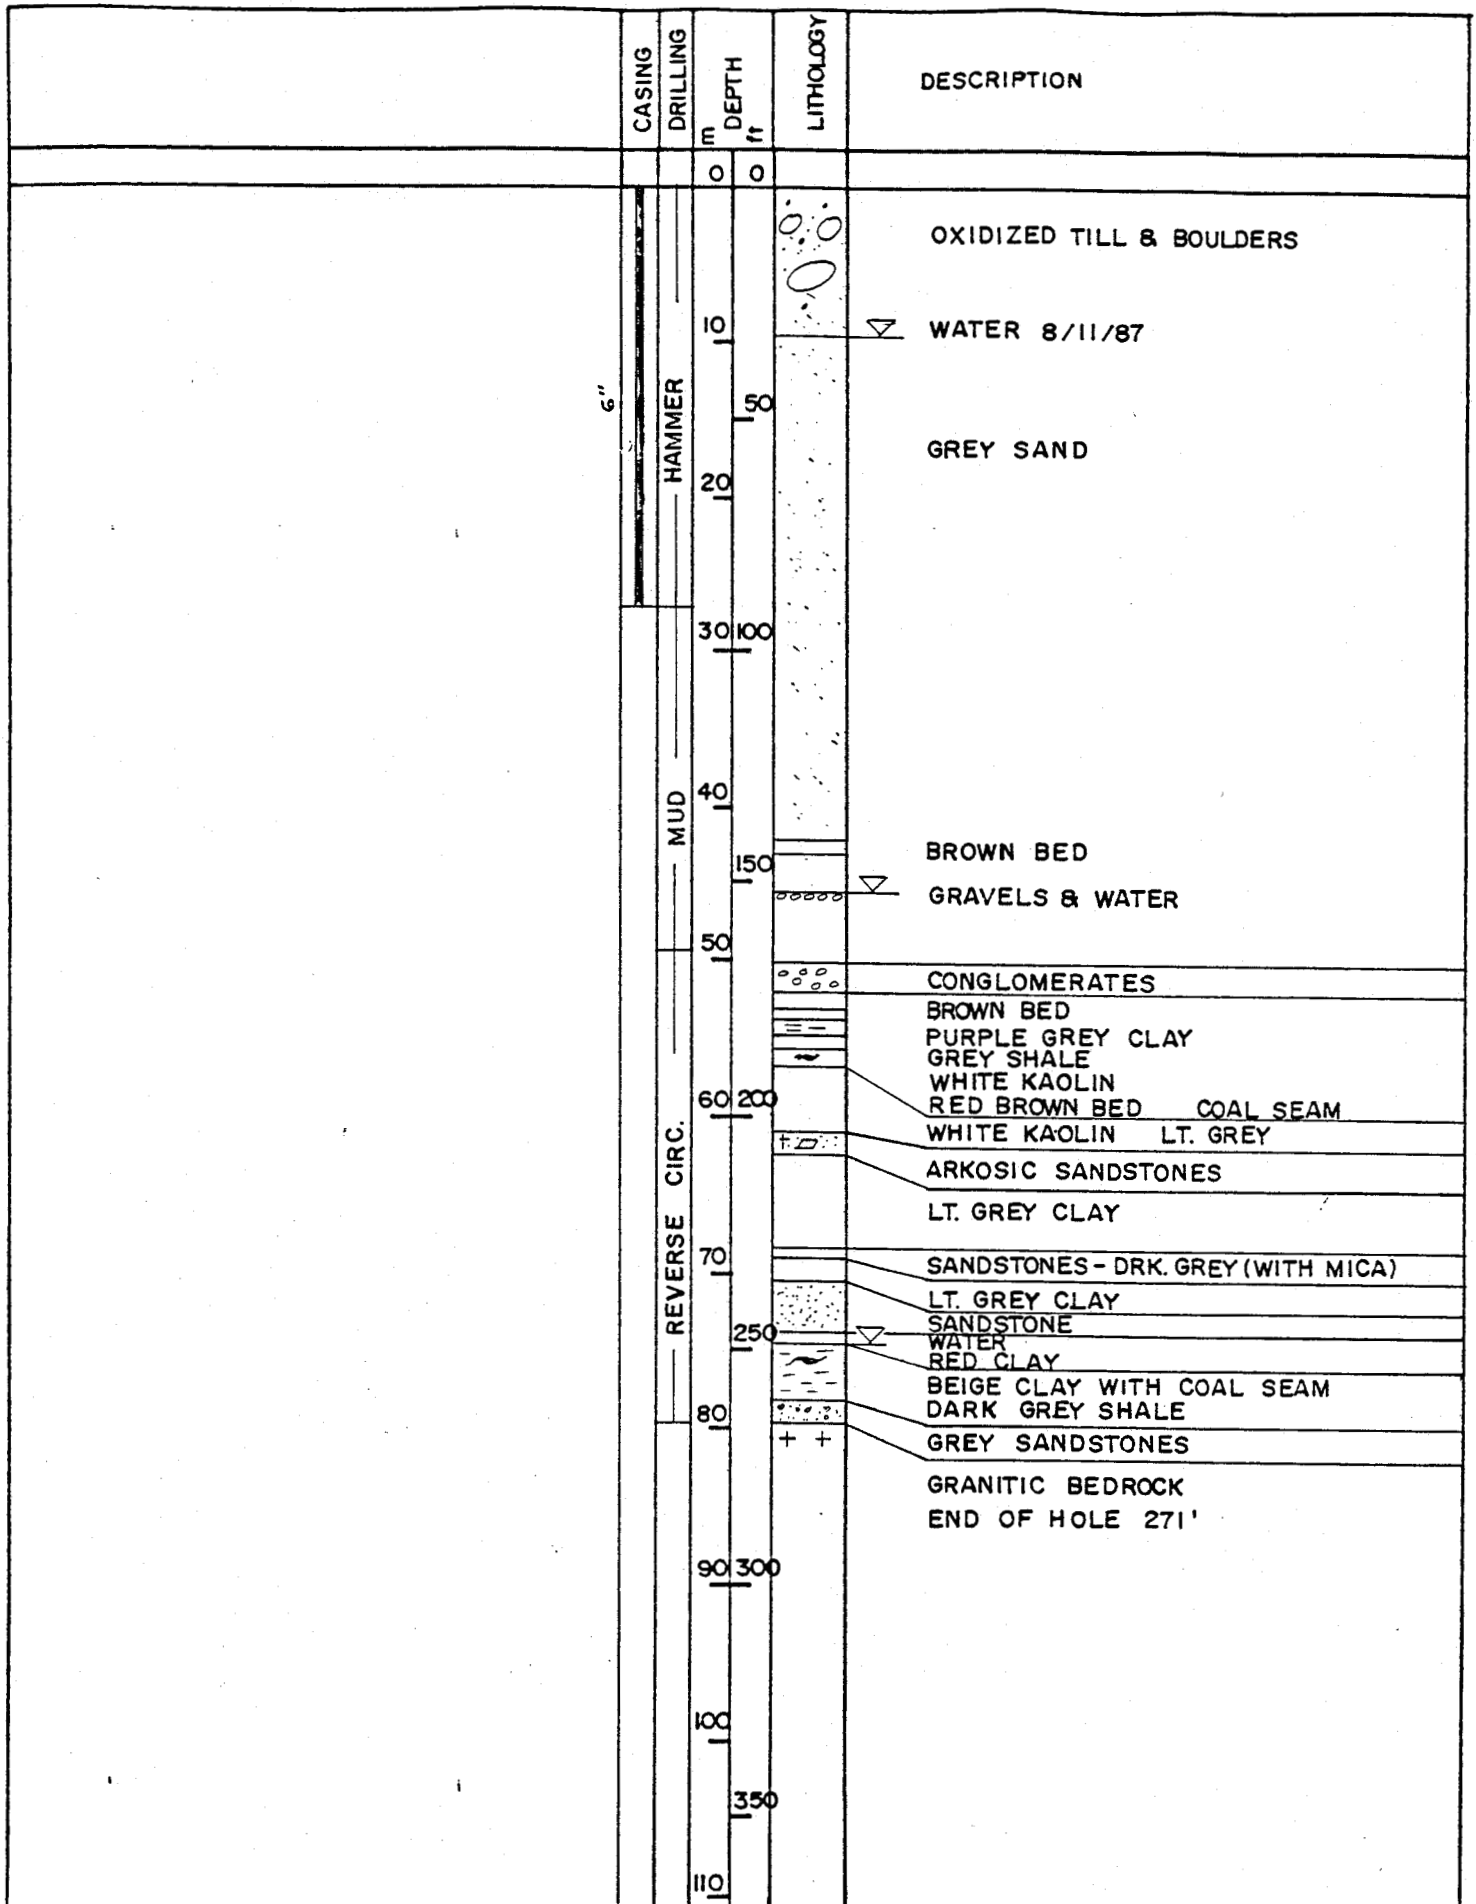 CASING
DRILLING
m DEPTH ft
LITHOLOGY
DESCRIPTION
0 0
OXIDIZED TILL & BOULDERS
10
WATER 8/11/87
6"
HAMMER
50
GREY SAND
20
30 100
40
MUD
BROWN BED
150
GRAVELS & WATER
50
CONGLOMERATES
BROWN BED
PURPLE GREY CLAY
GREY SHALE
WHITE KAOLIN
60 200
RED BROWN BED COAL SEAM
WHITE KAOLIN LT. GREY
ARKOSIC SANDSTONES
LT. GREY CLAY
REVERSE CIRC.
70
SANDSTONES - DRK. GREY (WITH MICA)
LT. GREY CLAY
SANDSTONE
250
WATER
RED CLAY
BEIGE CLAY WITH COAL SEAM
80
DARK GREY SHALE
GREY SANDSTONES
GRANITIC BEDROCK
END OF HOLE 271'
90 300
100
350
110